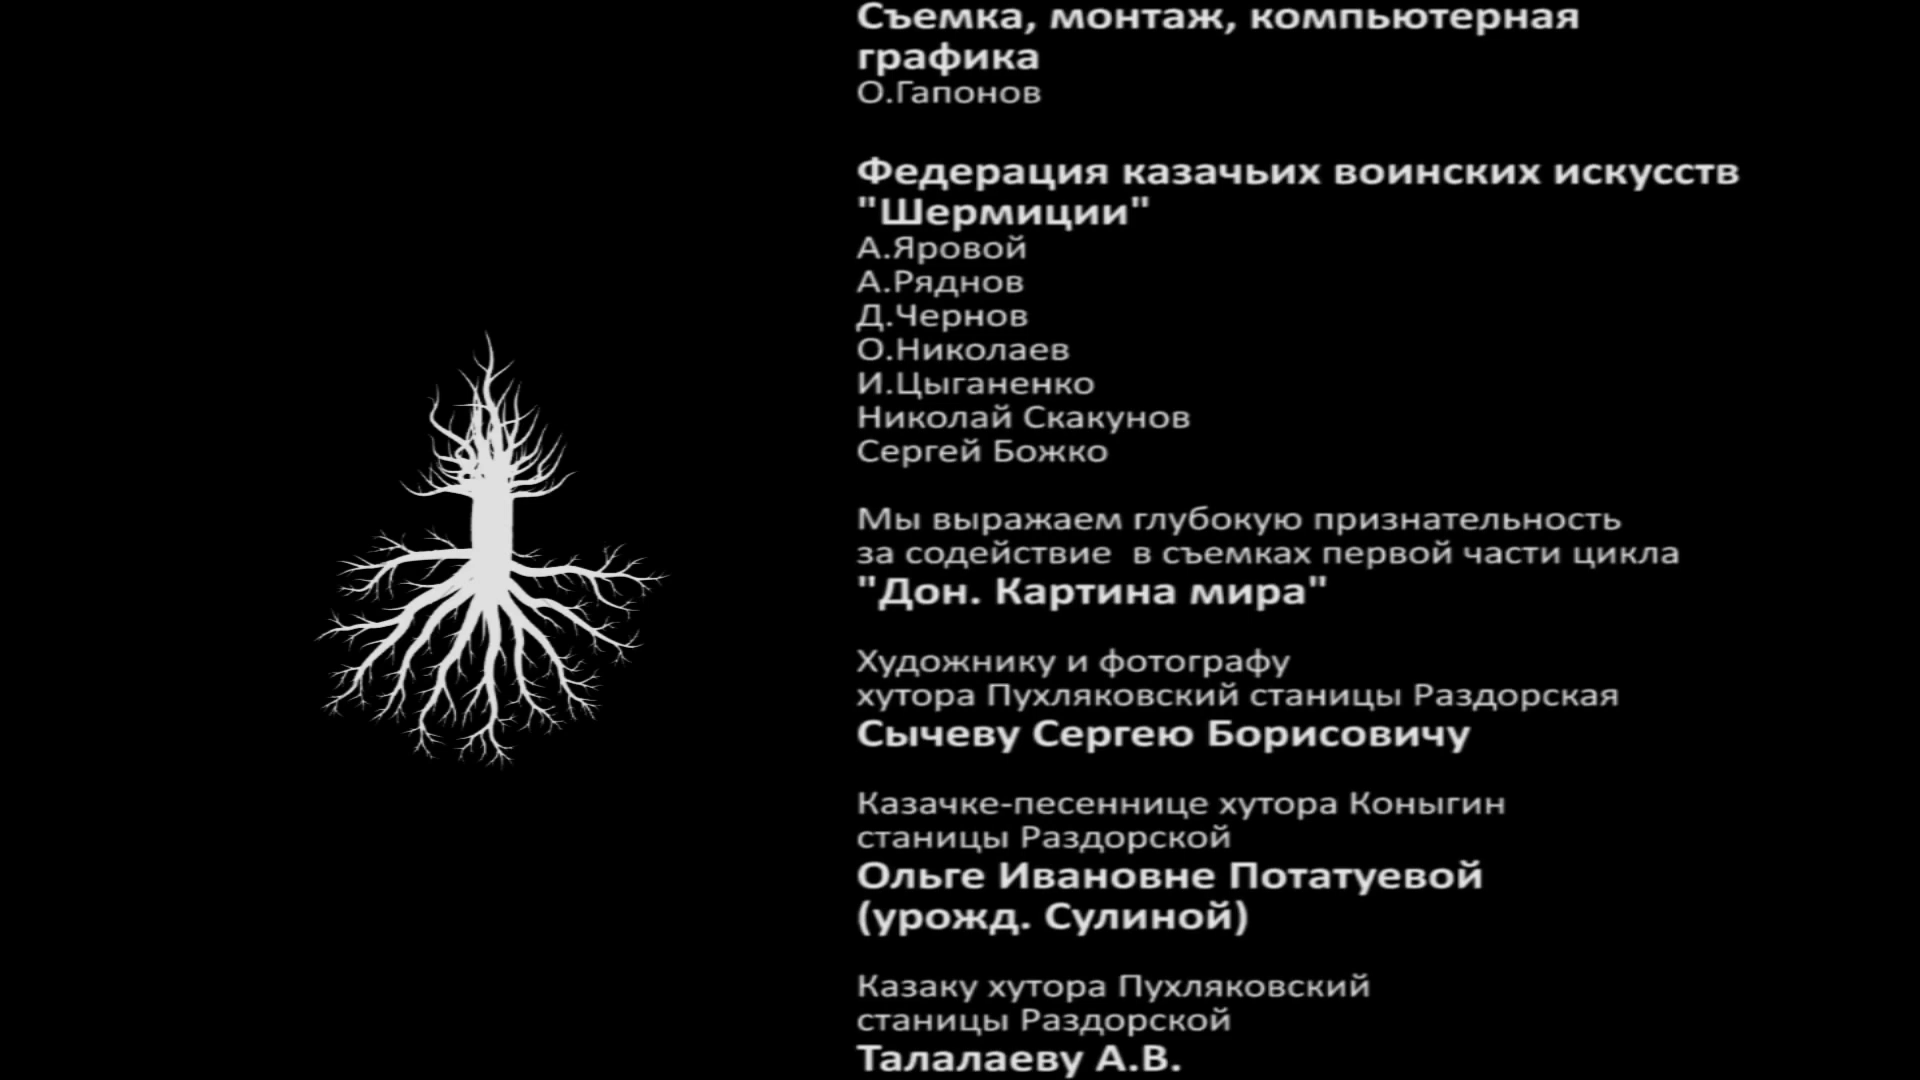 Съемка, монтаж, компьютерная
графика
О.Гапонов
Федерация казачьих воинских искусств
"Шермиции"
А.Яровой
А.Ряднов
Д.Чернов
О.Николаев
И.Цыганенко
Николай Скакунов
Сергей Божко
Мы выражаем глубокую признательность
за содействие  в съемках первой части цикла
"Дон. Картина мира"
Художнику и фотографу
хутора Пухляковский станицы Раздорская
Сычеву Сергею Борисовичу
Казачке-песеннице хутора Коныгин
станицы Раздорской
Ольге Ивановне Потатуевой
(урожд. Сулиной)
Казаку хутора Пухляковский
станицы Раздорской
Талалаеву А.В.